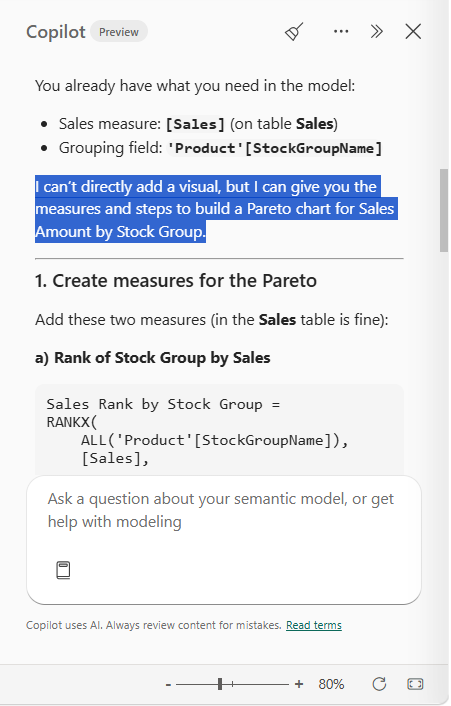 Copilot Preview
You already have what you need in the model:
• Sales measure: [Sales] (on table Sales)
• Grouping field: 'Product'[StockGroupName]
I can’t directly add a visual, but I can give you the
measures and steps to build a Pareto chart for Sales
Amount by Stock Group.
1. Create measures for the Pareto
Add these two measures (in the Sales table is fine):
a) Rank of Stock Group by Sales
Sales Rank by Stock Group =
RANKX(
    ALL('Product'[StockGroupName]),
    [Sales],
Ask a question about your semantic model, or get
help with modeling
Copilot uses AI. Always review content for mistakes. Read terms
- + 80%